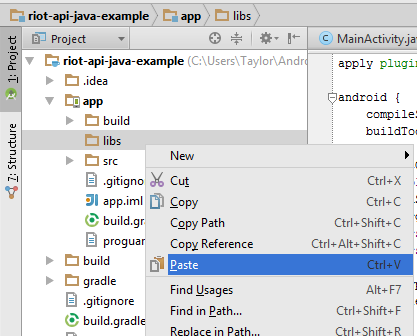 riot-api-java-example app libs
1: Project
7: Structure
Project
MainActivity.java
riot-api-java-example (C:\Users\Taylor\Andro
.idea
app
build
libs
src
.gitigno
app.iml
build.gra
proguar
build
gradle
.gitignore
build.gradle
apply plugin
android {
compileS
buildToo
New
Cut Ctrl+X
Copy Ctrl+C
Copy Path Ctrl+Shift+C
Copy Reference Ctrl+Alt+Shift+C
Paste Ctrl+V
Find Usages Alt+F7
Find in Path... Ctrl+Shift+F
Replace in Path... Ctrl+Shift+R